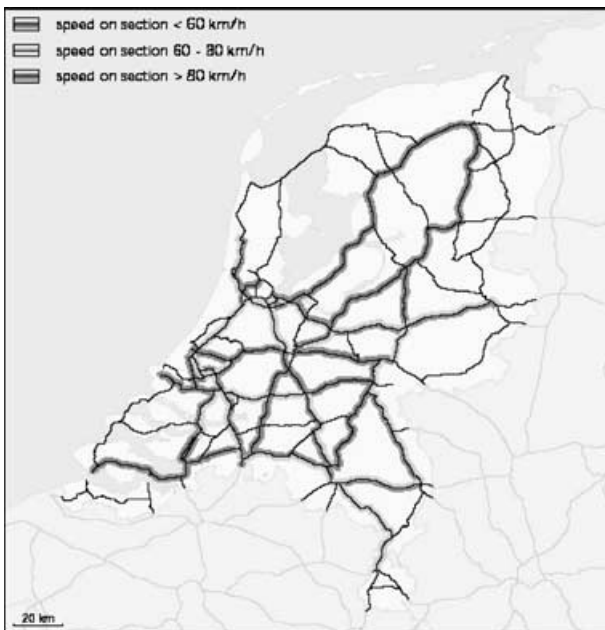 speed on section < 60 km/h
speed on section 60 - 80 km/h
speed on section > 80 km/h
20 km